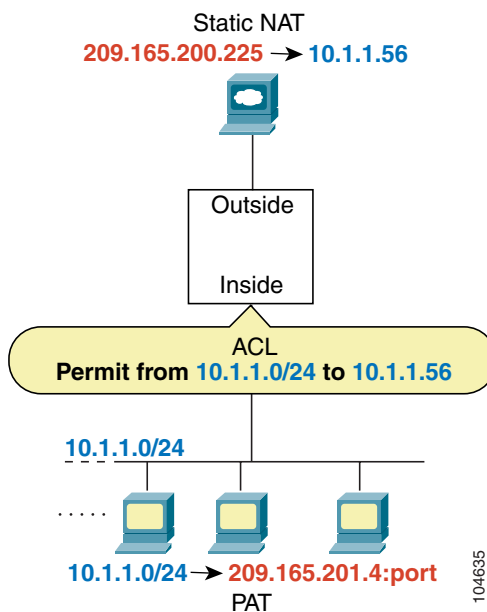 Static NAT
209.165.200.225 → 10.1.1.56
Outside
Inside
ACL
Permit from 10.1.1.0/24 to 10.1.1.56
10.1.1.0/24
10.1.1.0/24 → 209.165.201.4:port
PAT
104635